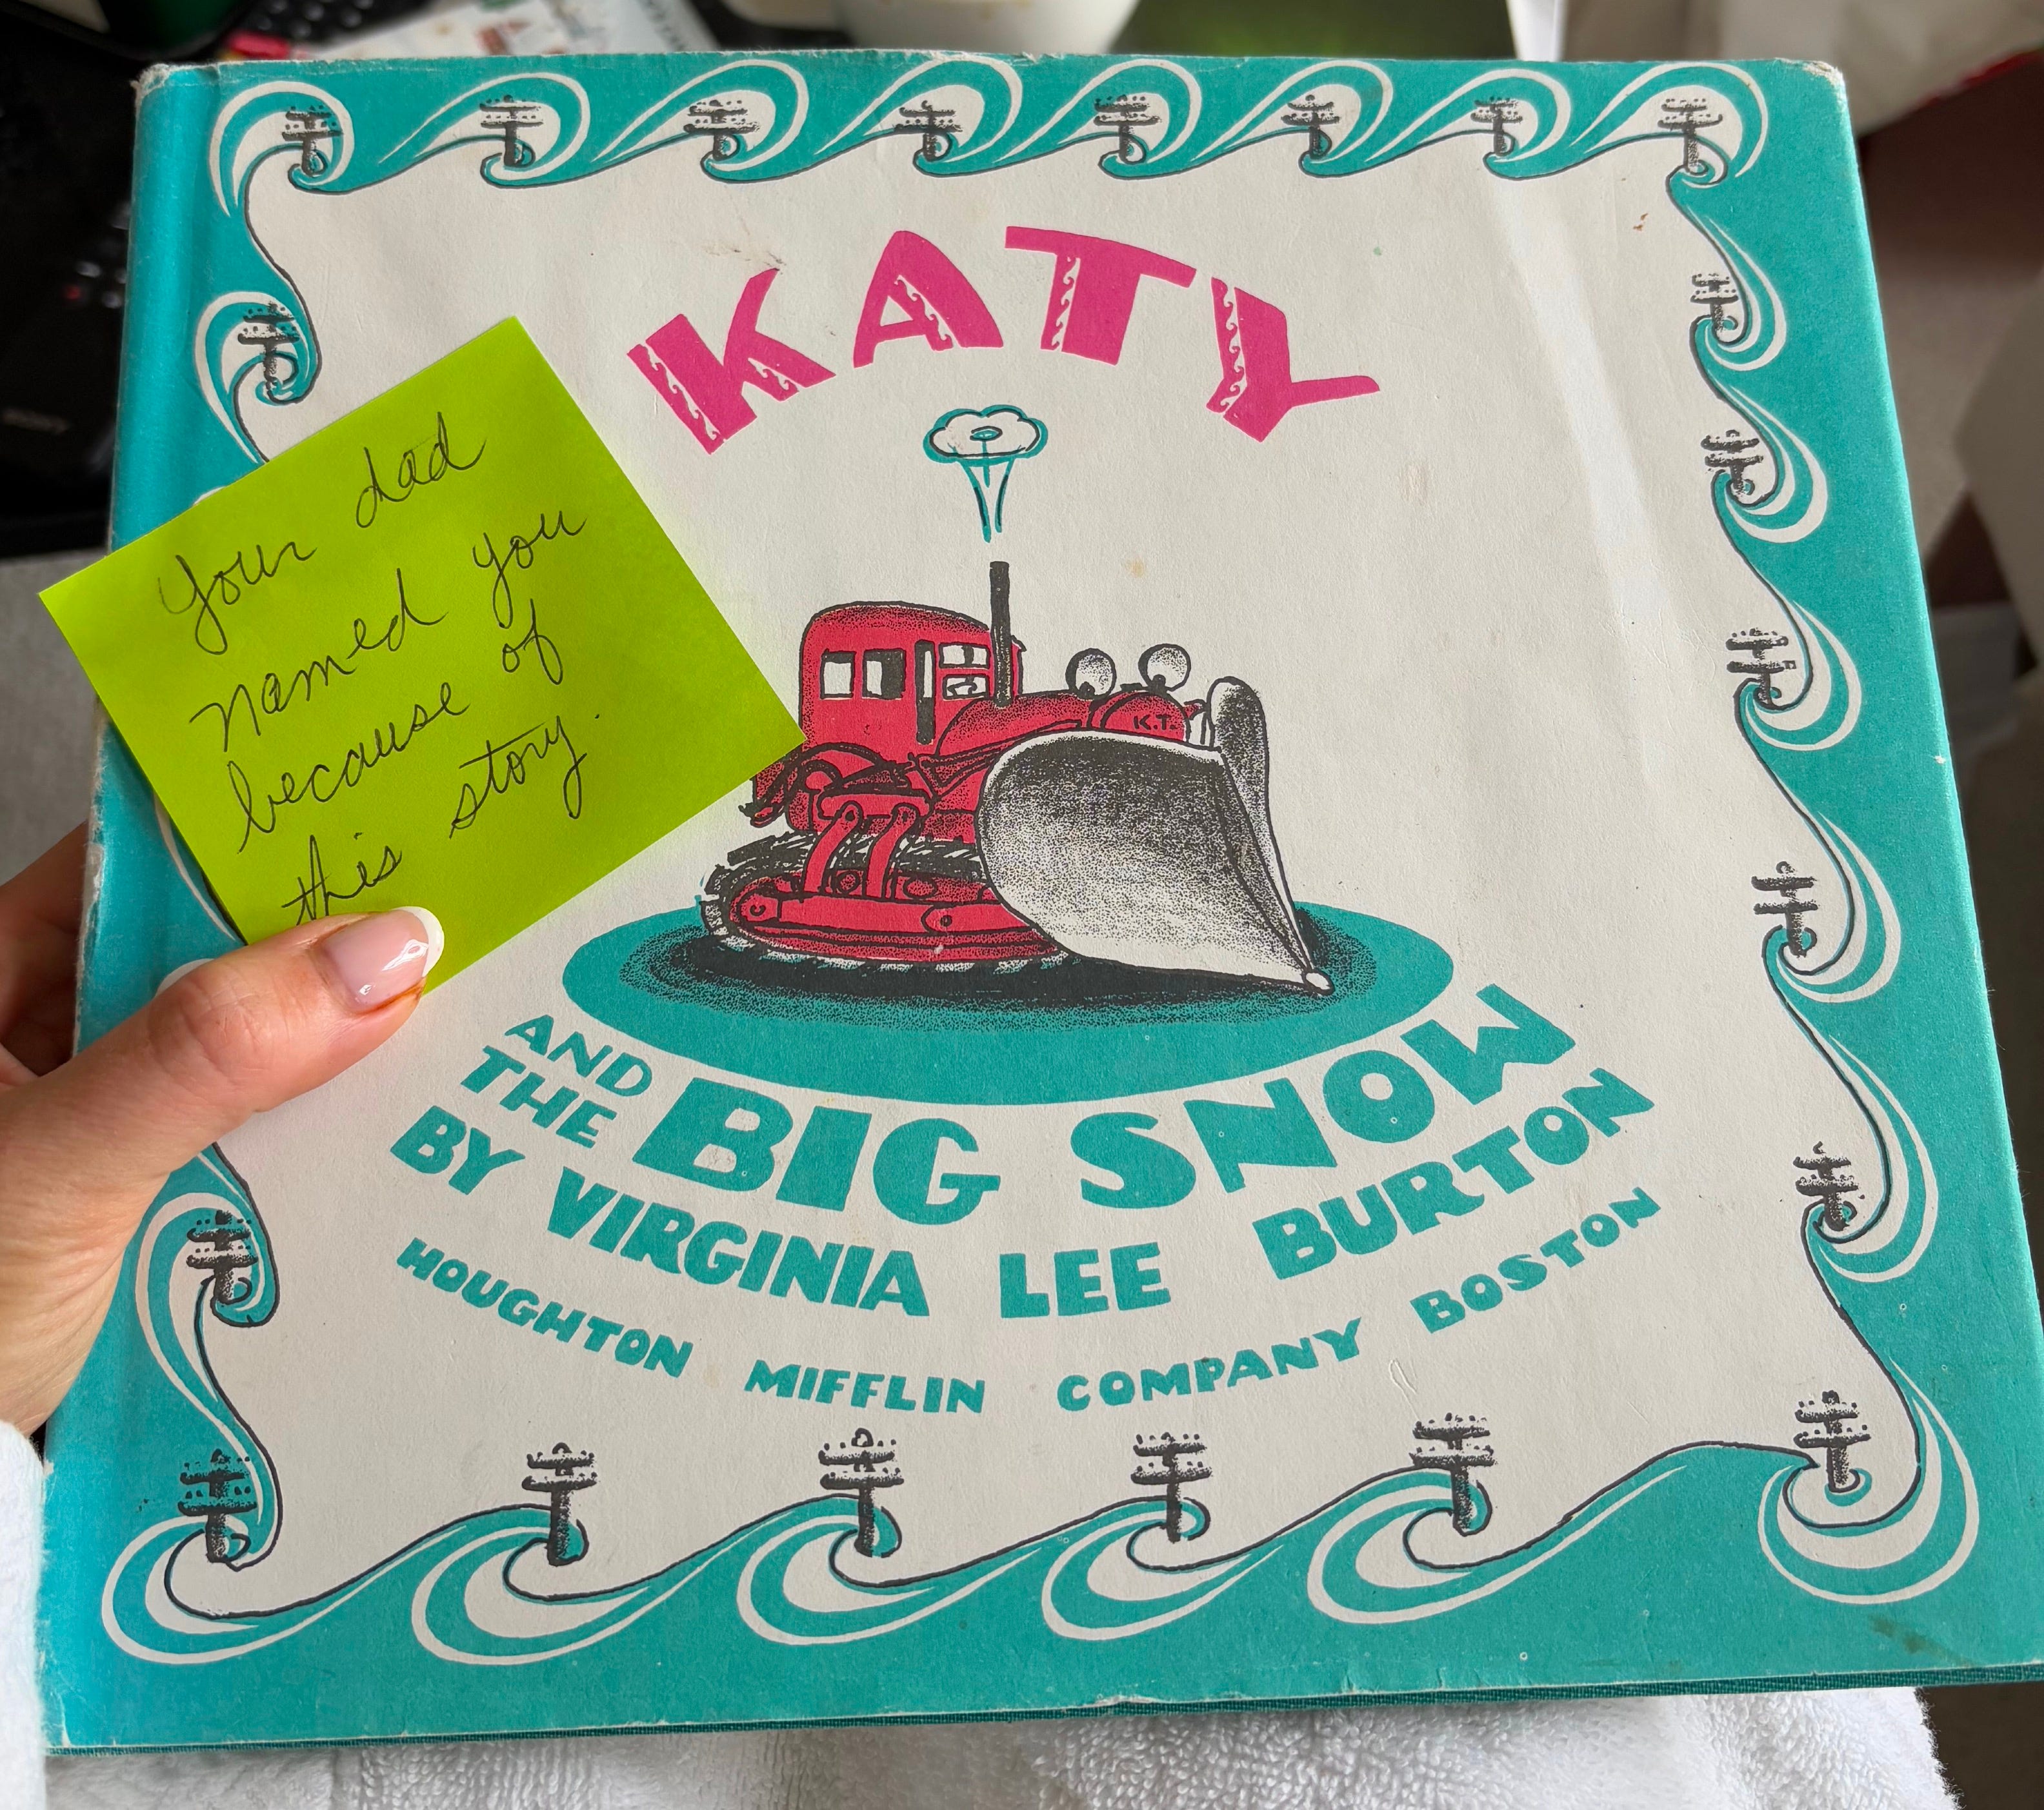 KATY
Your dad
named you
because of
this story.
K.T.
AND
THE BIG SNOW
BY VIRGINIA LEE BURTON
HOUGHTON MIFFLIN COMPANY BOSTON